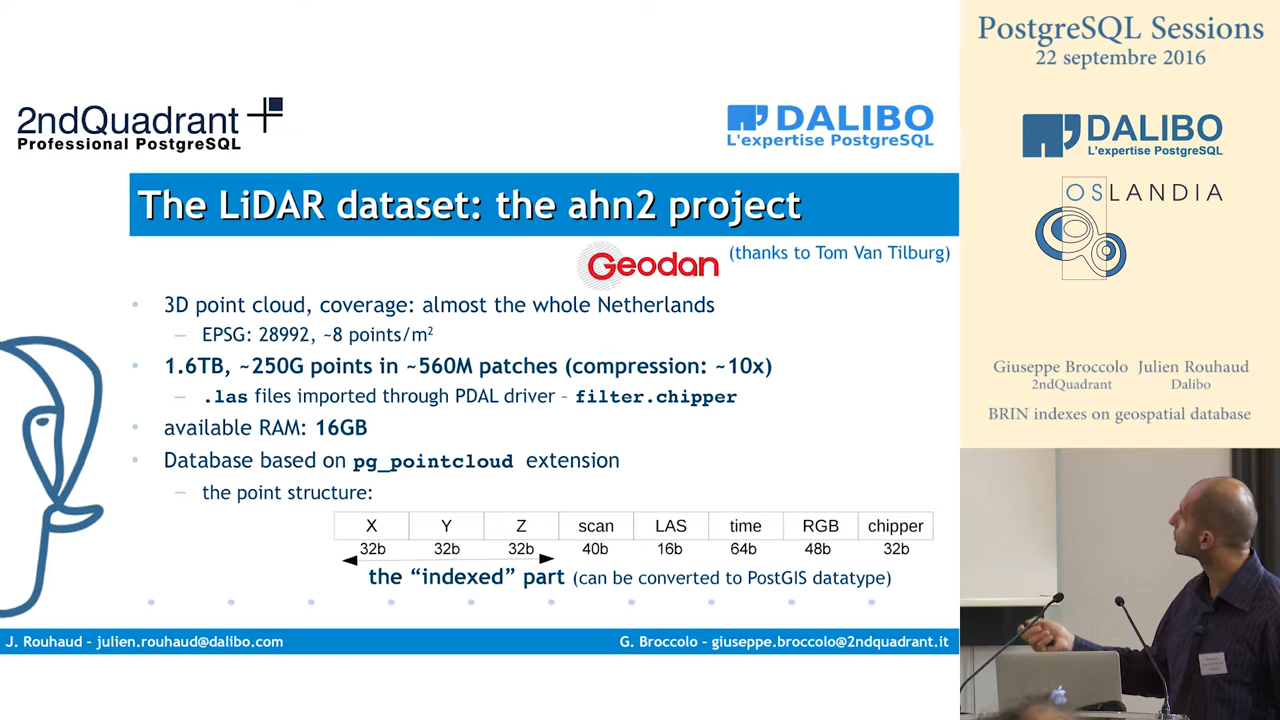 2ndQuadrant
Professional PostgreSQL
DALIBO
L'expertise PostgreSQL
The LiDAR dataset: the ahn2 project
Geodan
(thanks to Tom Van Tilburg)
• 3D point cloud, coverage: almost the whole Netherlands
– EPSG: 28992, ~8 points/m²
• 1.6TB, ~250G points in ~560M patches (compression: ~10x)
– .las files imported through PDAL driver – filter.chipper
• available RAM: 16GB
• Database based on pg_pointcloud extension
– the point structure:
X Y Z scan LAS time RGB chipper
32b 32b 32b 40b 16b 64b 48b 32b
the “indexed” part (can be converted to PostGIS datatype)
J. Rouhaud – julien.rouhaud@dalibo.com
G. Broccolo – giuseppe.broccolo@2ndquadrant.it
PostgreSQL Sessions
22 septembre 2016
DALIBO
L'expertise PostgreSQL
OSLANDIA
Giuseppe Broccolo Julien Rouhaud
2ndQuadrant Dalibo
BRIN indexes on geospatial database